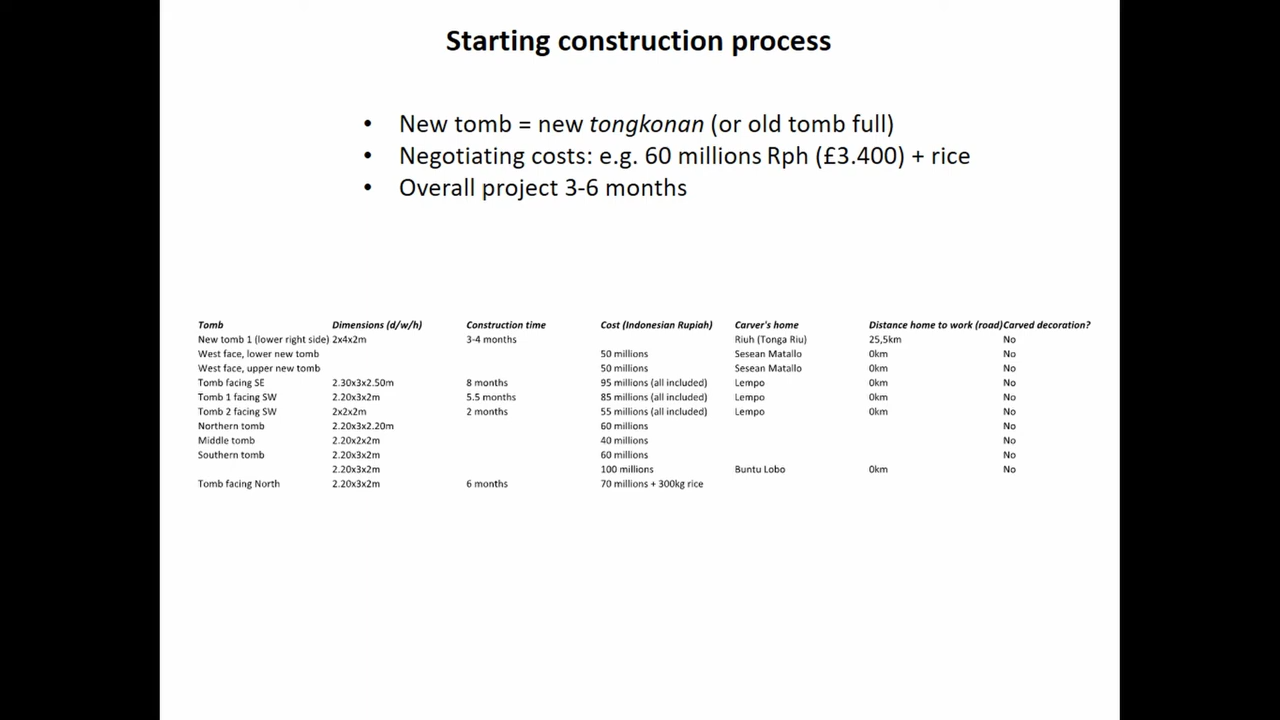 Starting construction process
• New tomb = new tongkonan (or old tomb full)
• Negotiating costs: e.g. 60 millions Rph (£3.400) + rice
• Overall project 3-6 months
Tomb Dimensions (d/w/h) Construction time Cost (Indonesian Rupiah) Carver's home Distance home to work (road) Carved decoration?
New tomb 1 (lower right side) 2x4x2m 3-4 months Riuh (Tonga Riu) 25,5km No
West face, lower new tomb 50 millions Sesean Matallo 0km No
West face, upper new tomb 50 millions Sesean Matallo 0km No
Tomb facing SE 2.30x3x2.50m 8 months 95 millions (all included) Lempo 0km No
Tomb 1 facing SW 2.20x3x2m 5.5 months 85 millions (all included) Lempo 0km No
Tomb 2 facing SW 2x2x2m 2 months 55 millions (all included) Lempo 0km No
Northern tomb 2.20x3x2.20m 60 millions No
Middle tomb 2.20x2x2m 40 millions No
Southern tomb 2.20x3x2m 60 millions No
2.20x3x2m 100 millions Buntu Lobo 0km No
Tomb facing North 2.20x3x2m 6 months 70 millions + 300kg rice